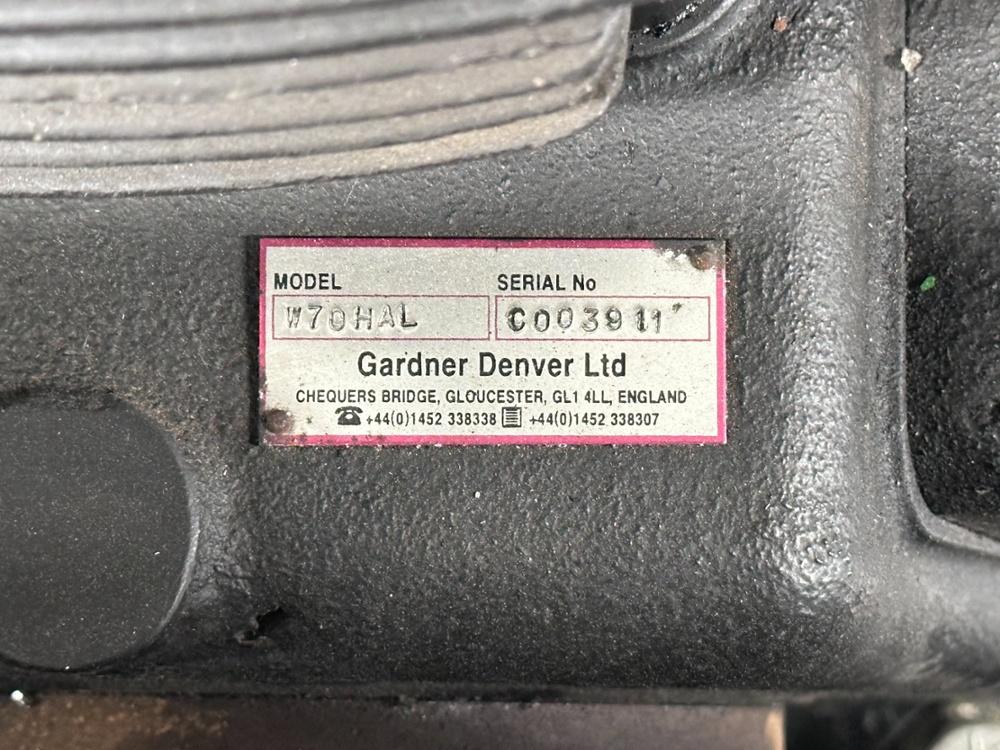 MODEL SERIAL No
W70HAL C003911
Gardner Denver Ltd
CHEQUERS BRIDGE, GLOUCESTER, GL1 4LL, ENGLAND
+44(0)1452 338338 +44(0)1452 338307